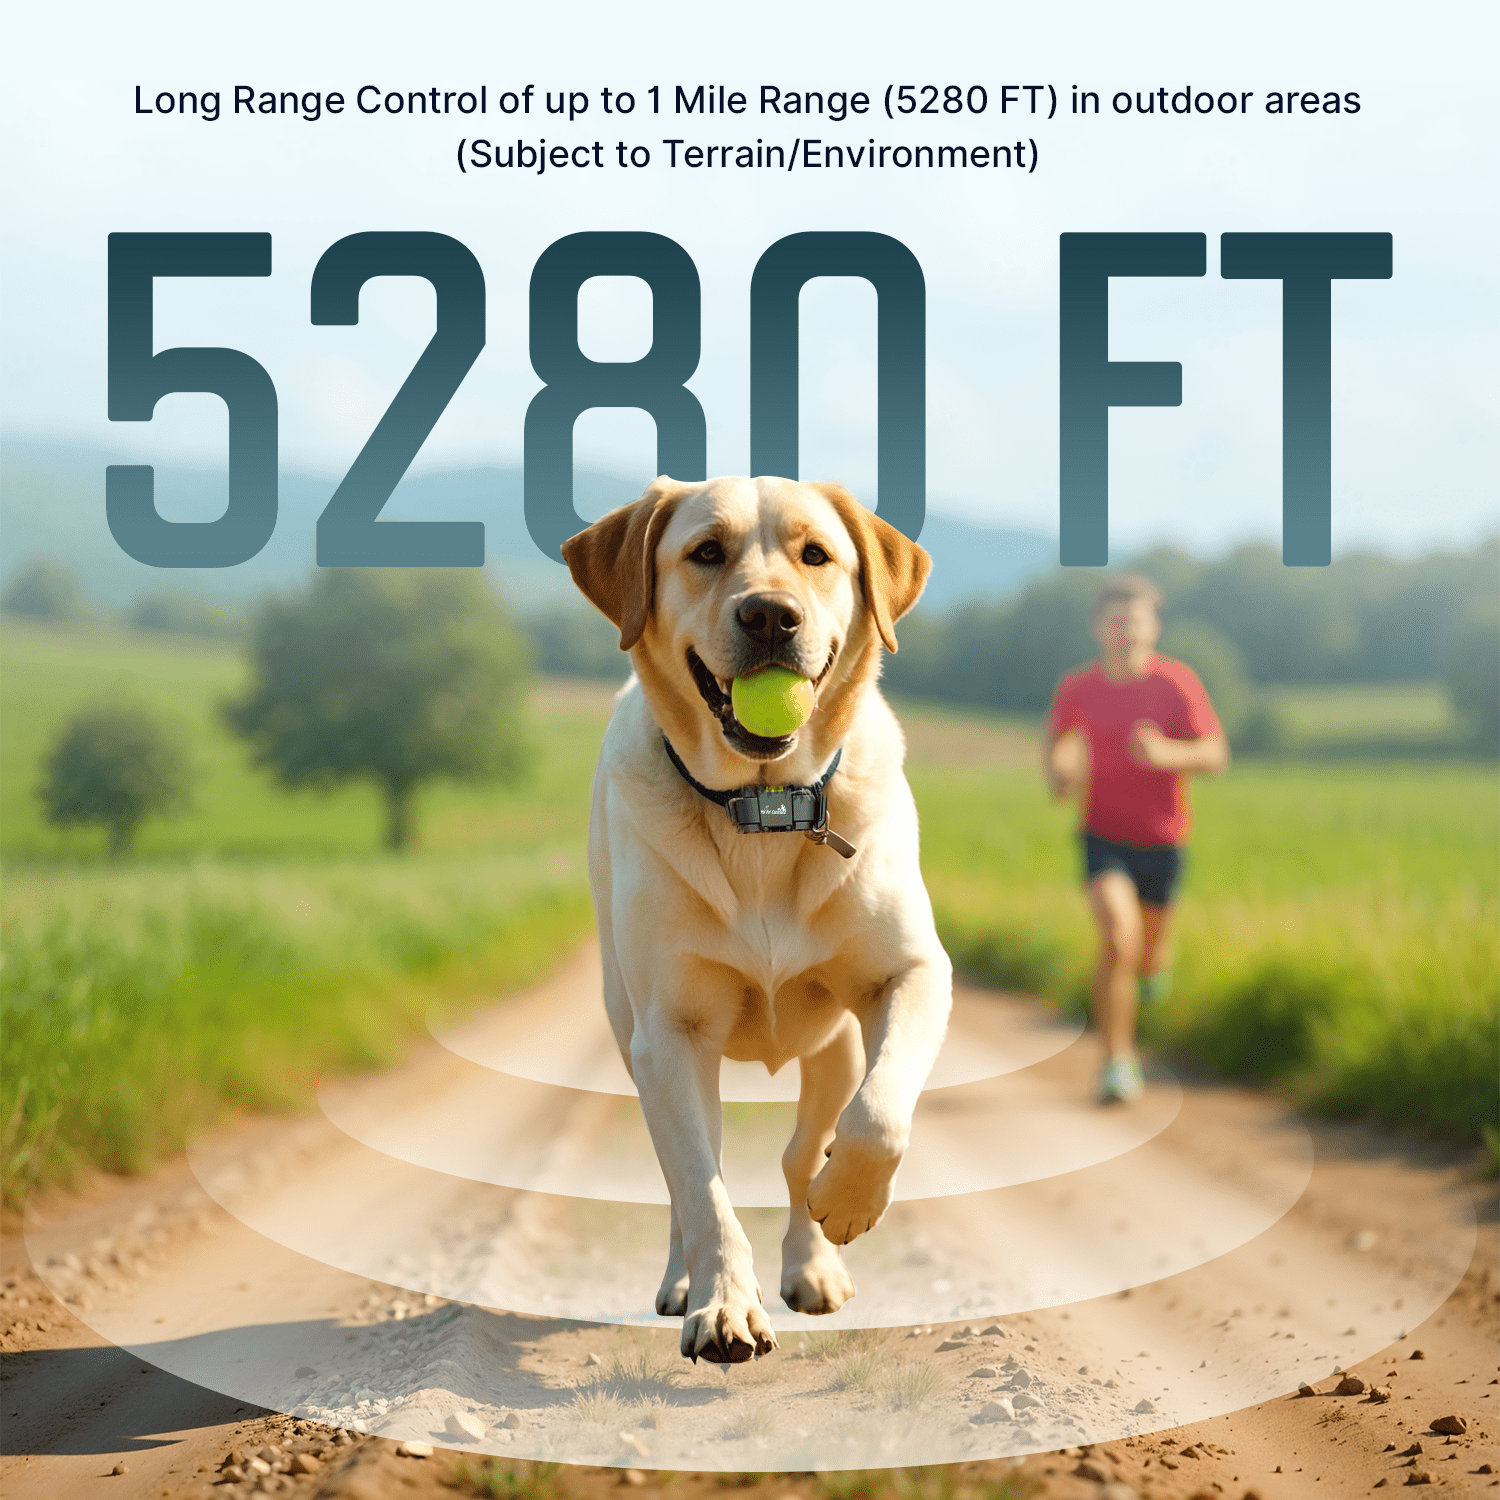 Long Range Control of up to 1 Mile Range (5280 FT) in outdoor areas
(Subject to Terrain/Environment)
5280 FT